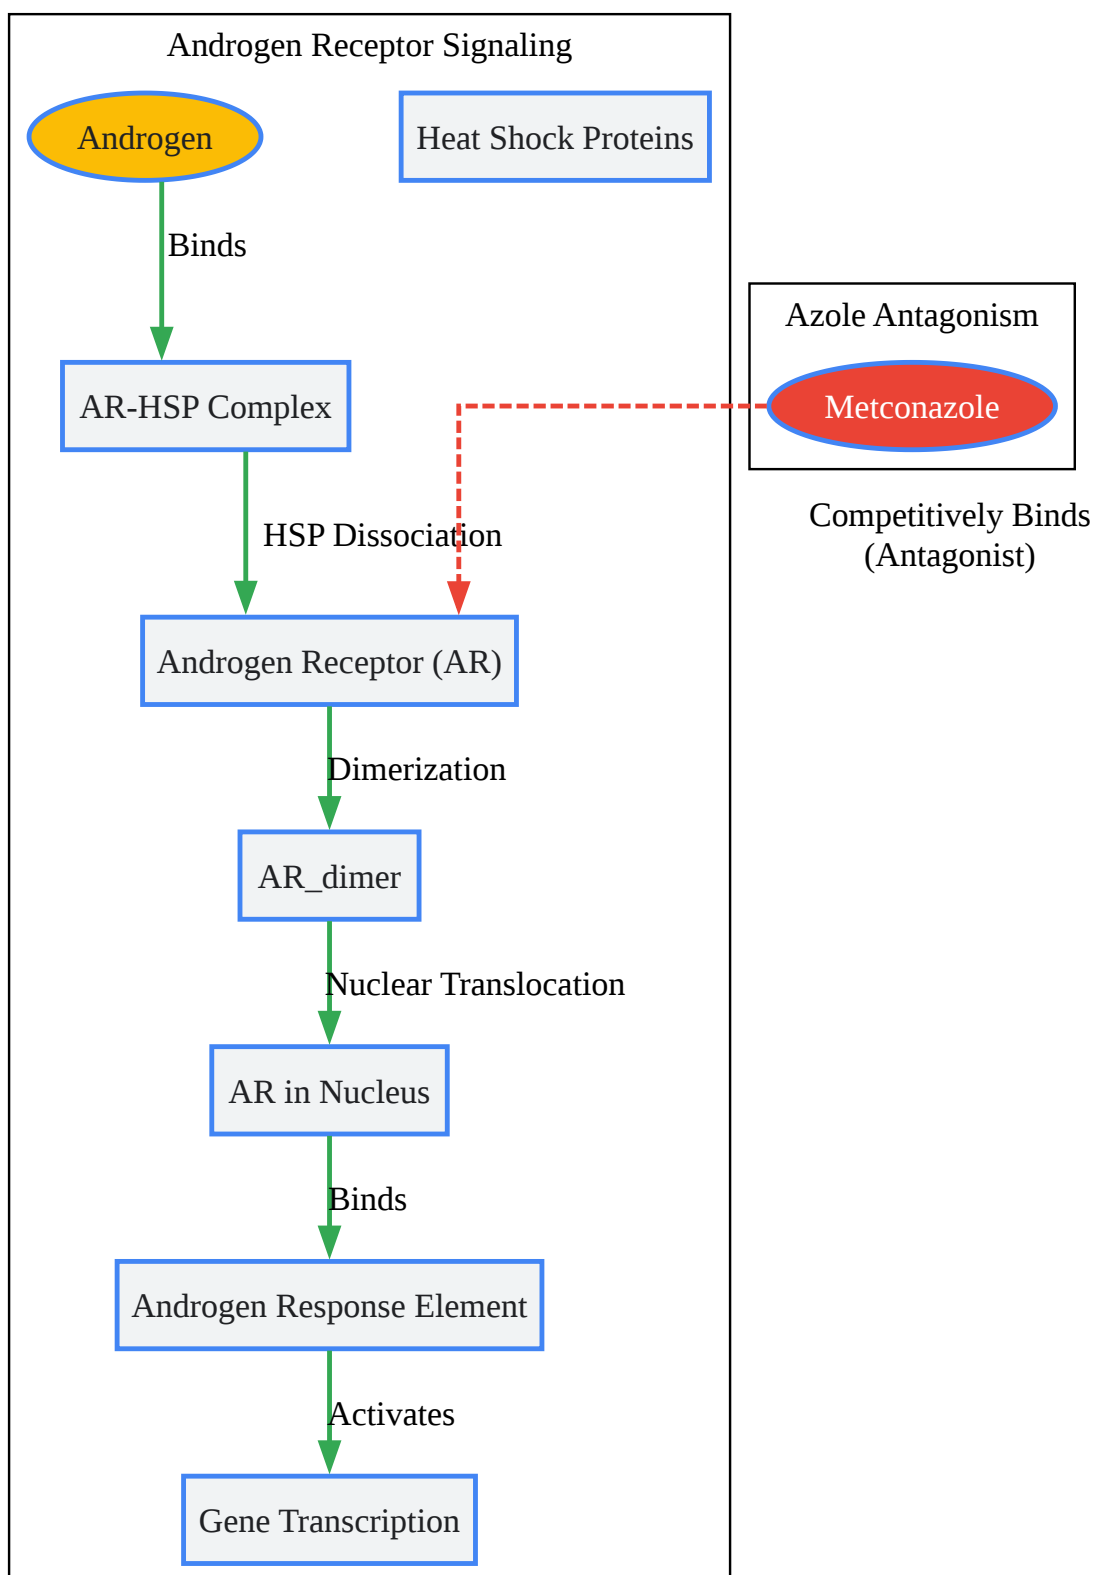 Androgen Receptor Signaling
Androgen
Heat Shock Proteins
Binds
Azole Antagonism
AR-HSP Complex
Metconazole
HSP Dissociation
Competitively Binds
(Antagonist)
Androgen Receptor (AR)
Dimerization
AR_dimer
Nuclear Translocation
AR in Nucleus
Binds
Androgen Response Element
Activates
Gene Transcription